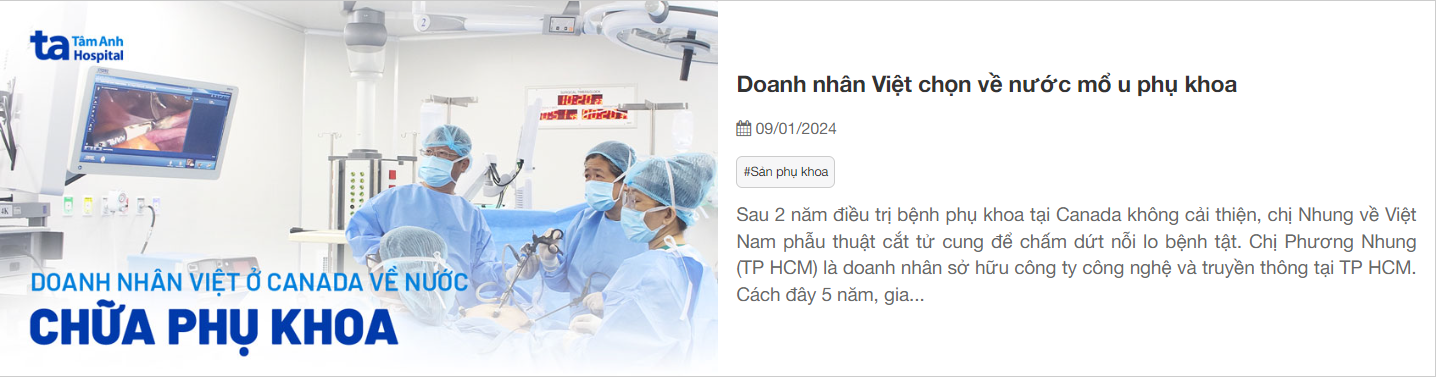 ta Tâm Anh
Hospital
10:20
DOANH NHÂN VIỆT Ở CANADA VỀ NƯỚC
CHỮA PHỤ KHOA
Doanh nhân Việt chọn về nước mổ u phụ khoa
09/01/2024
#Sản phụ khoa
Sau 2 năm điều trị bệnh phụ khoa tại Canada không cải thiện, chị Nhung về Việt
Nam phẫu thuật cắt tử cung để chấm dứt nỗi lo bệnh tật. Chị Phương Nhung
(TP HCM) là doanh nhân sở hữu công ty công nghệ và truyền thông tại TP HCM.
Cách đây 5 năm, gia...